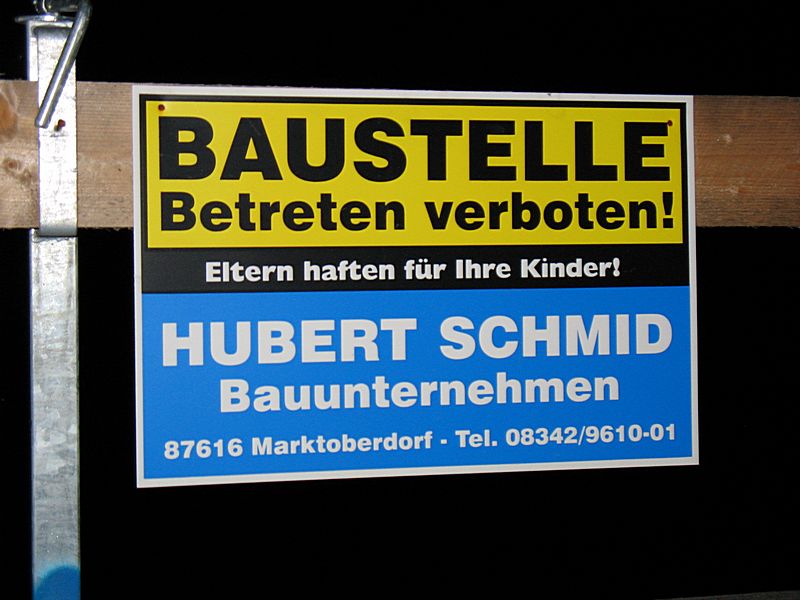 BAUSTELLE
Betreten verboten!
Eltern haften für Ihre Kinder!
HUBERT SCHMID
Bauunternehmen
87616 Marktoberdorf - Tel. 08342/9610-01